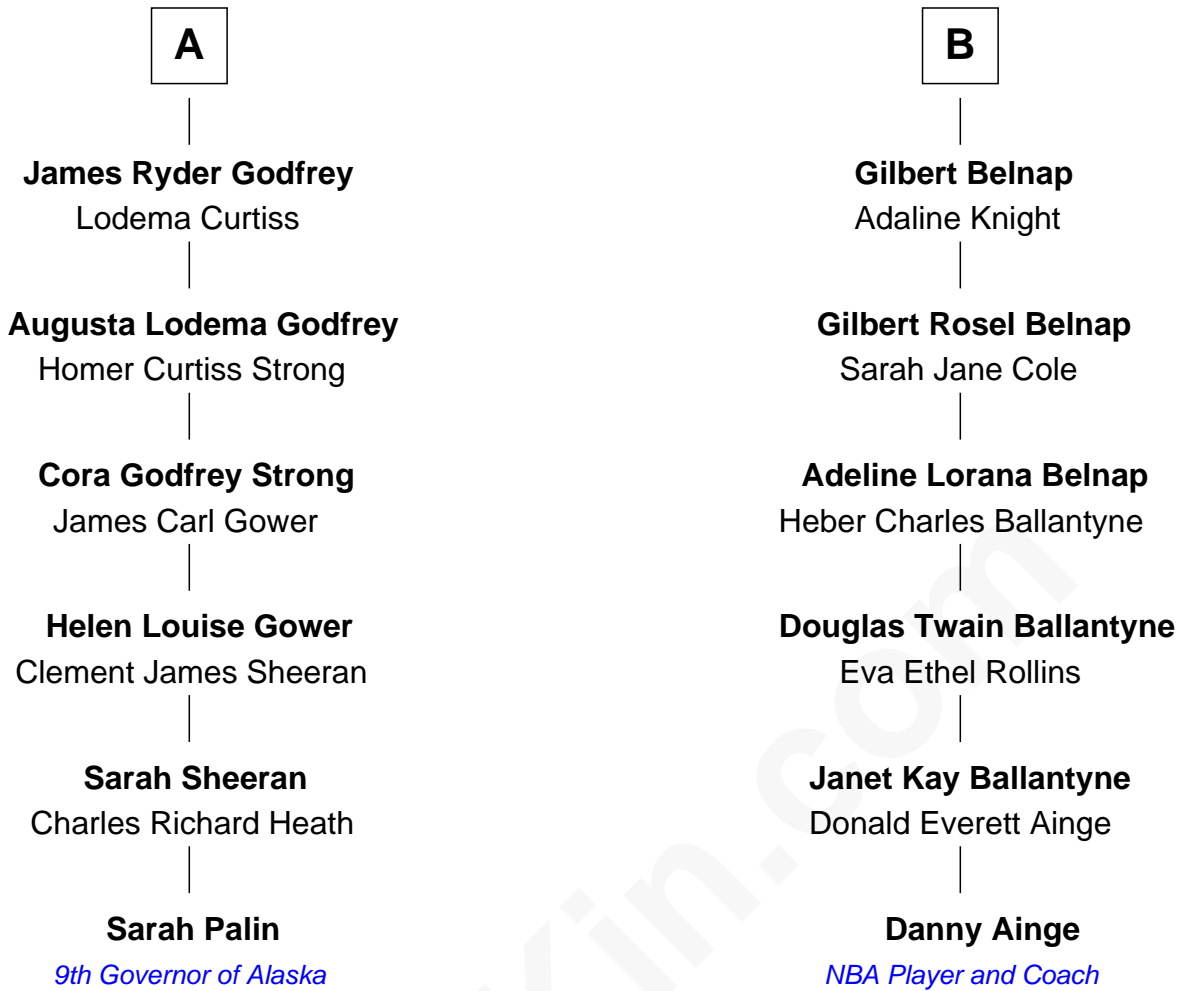 A
B
James Ryder Godfrey
Lodema Curtiss
Gilbert Belnap
Adaline Knight
Augusta Lodema Godfrey
Homer Curtiss Strong
Gilbert Rosel Belnap
Sarah Jane Cole
Cora Godfrey Strong
James Carl Gower
Adeline Lorana Belnap
Heber Charles Ballantyne
Helen Louise Gower
Clement James Sheeran
Douglas Twain Ballantyne
Eva Ethel Rollins
Sarah Sheeran
Charles Richard Heath
Janet Kay Ballantyne
Donald Everett Ainge
Sarah Palin
9th Governor of Alaska
Danny Ainge
NBA Player and Coach
Kin.com